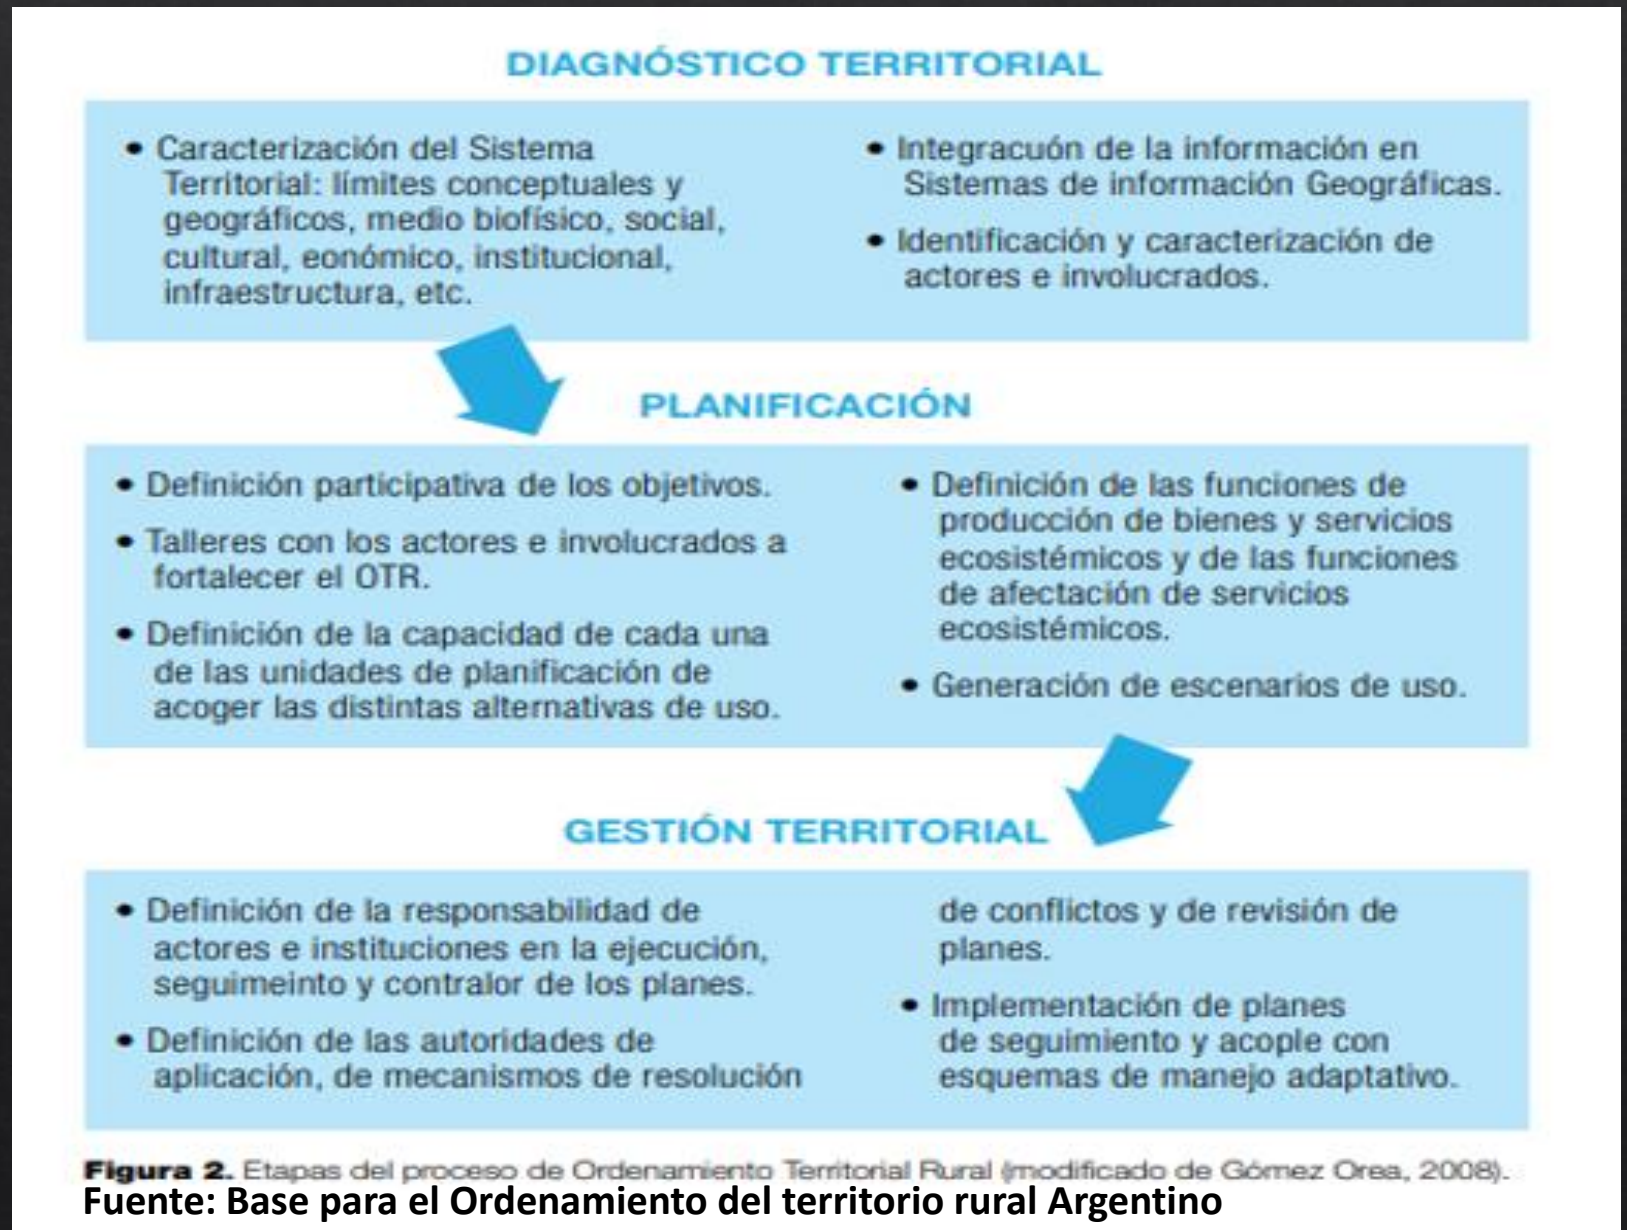 DIAGNÓSTICO TERRITORIAL
• Caracterización del Sistema
Territorial: límites conceptuales y
geográficos, medio biofísico, social,
cultural, eonómico, institucional,
infraestructura, etc.
• Integracuón de la información en
Sistemas de información Geográficas.
• Identificación y caracterización de
actores e involucrados.
PLANIFICACIÓN
• Definición participativa de los objetivos.
• Talleres con los actores e involucrados a
fortalecer el OTR.
• Definición de la capacidad de cada una
de las unidades de planificación de
acoger las distintas alternativas de uso.
• Definición de las funciones de
producción de bienes y servicios
ecosistémicos y de las funciones
de afectación de servicios
ecosistémicos.
• Generación de escenarios de uso.
GESTIÓN TERRITORIAL
• Definición de la responsabilidad de
actores e instituciones en la ejecución,
seguimeinto y contralor de los planes.
• Definición de las autoridades de
aplicación, de mecanismos de resolución
de conflictos y de revisión de
planes.
• Implementación de planes
de seguimiento y acople con
esquemas de manejo adaptativo.
Figura 2. Etapas del proceso de Ordenamiento Territorial Rural (modificado de Gómez Orea, 2008).
Fuente: Base para el Ordenamiento del territorio rural Argentino